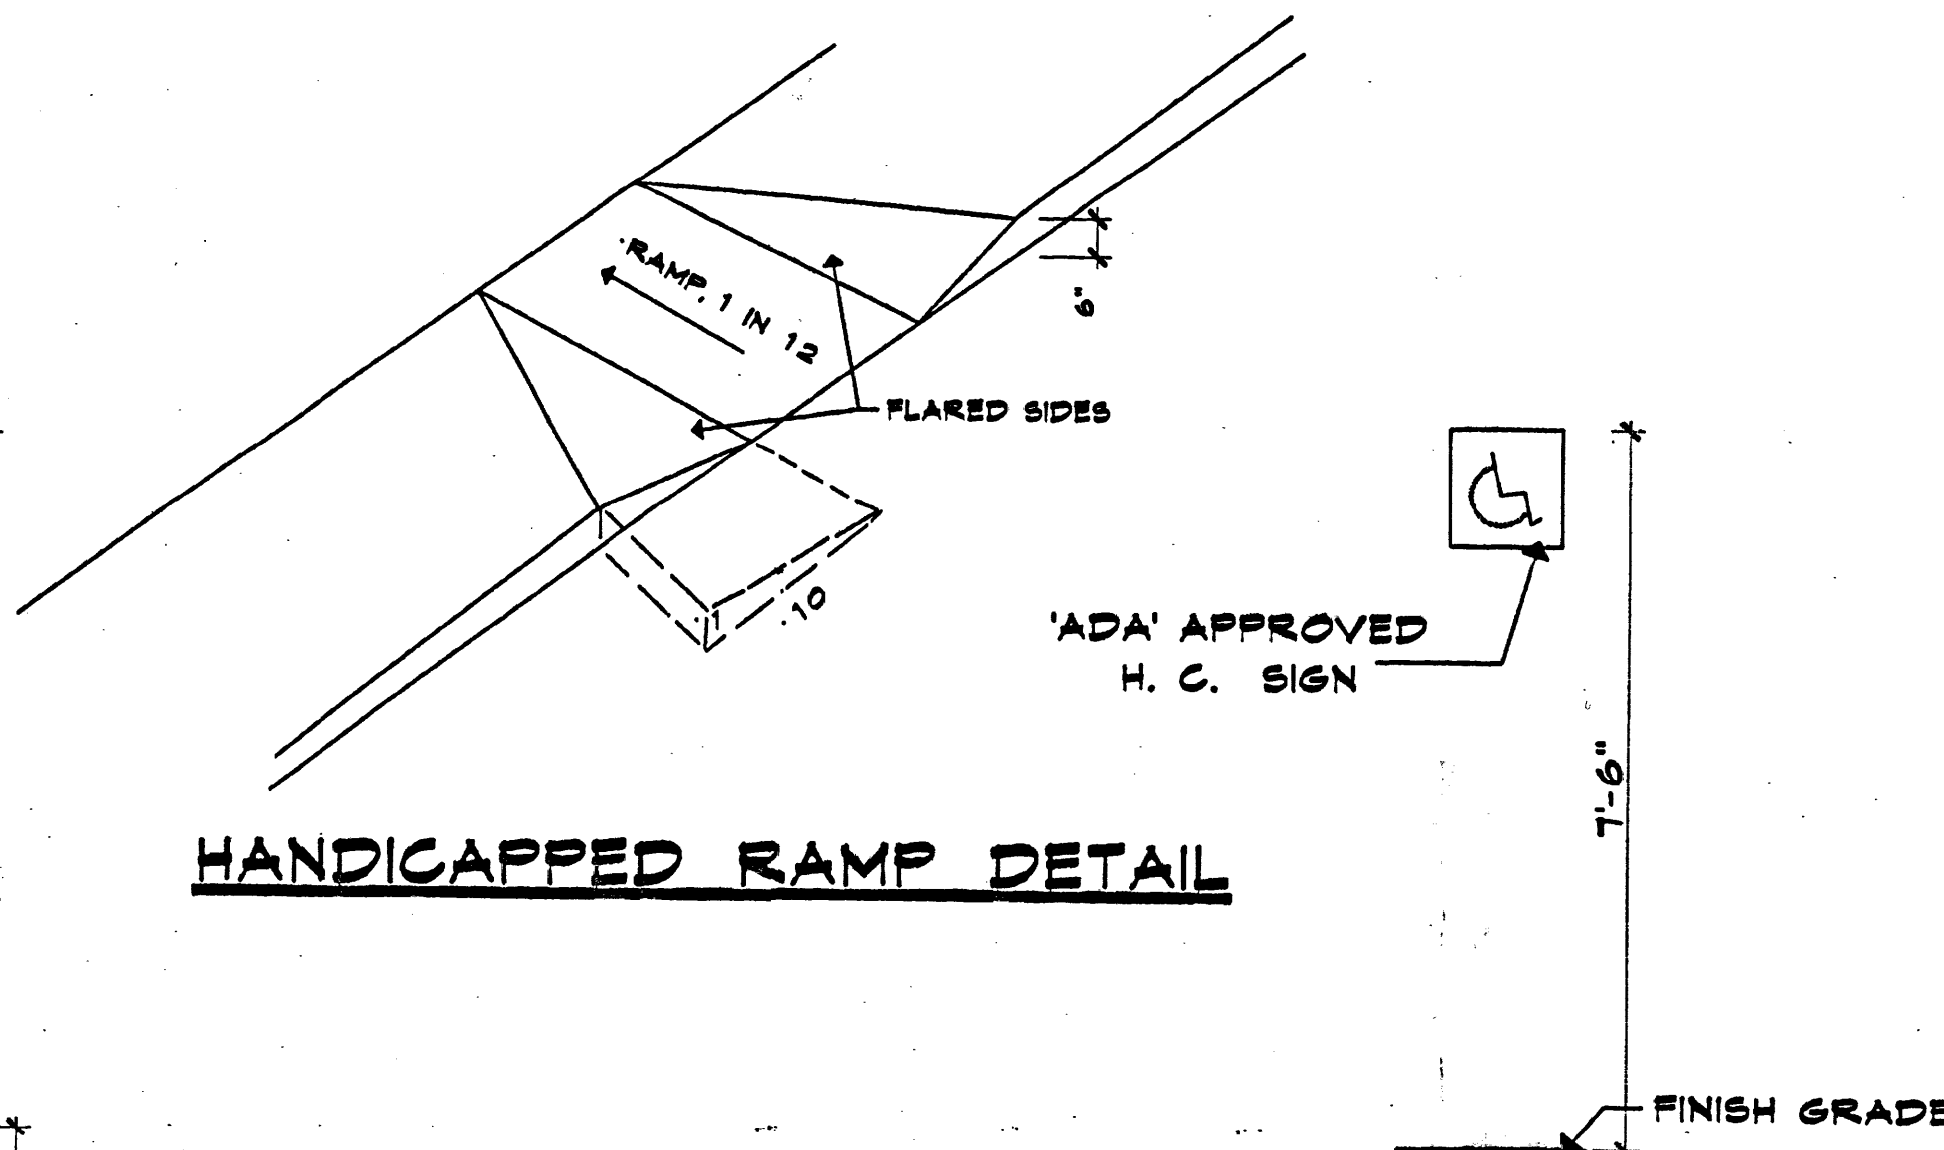 RAMP. 1 IN 12
6"
FLARED SIDES
1
10
'ADA' APPROVED
H. C. SIGN
7'-6"
HANDICAPPED RAMP DETAIL
FINISH GRADE